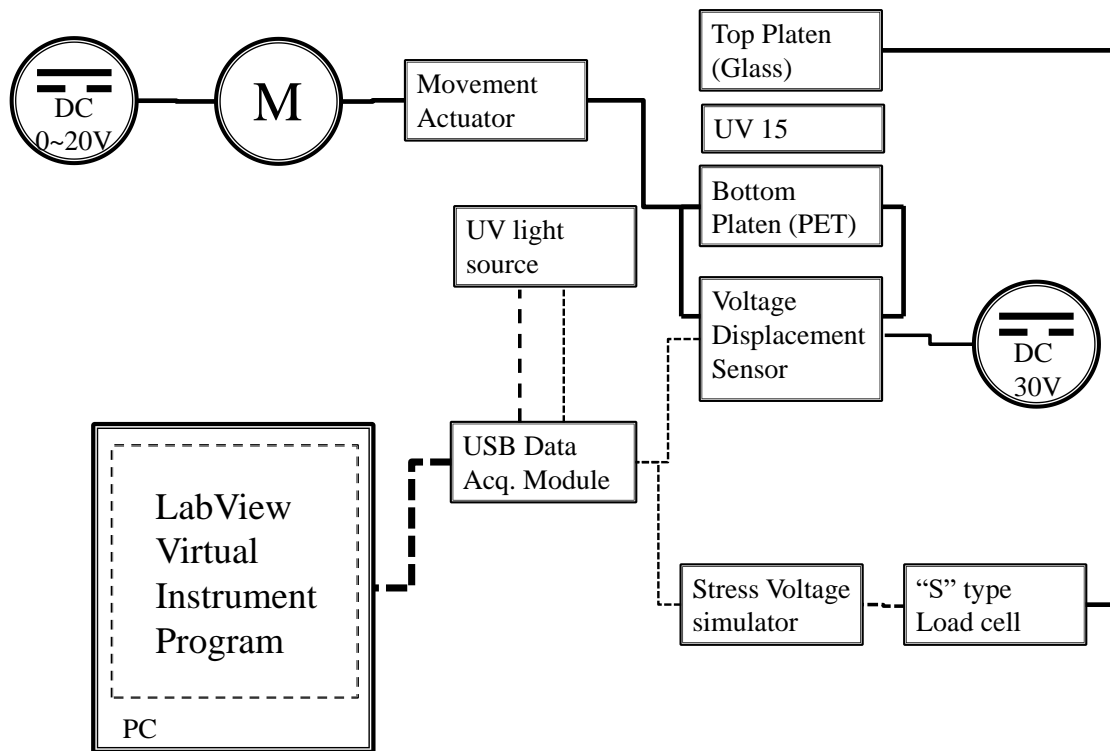 DC
0~20V
M
Movement
Actuator
Top Platen
(Glass)
UV 15
Bottom
Platen (PET)
UV light
source
Voltage
Displacement
Sensor
DC
30V
USB Data
Acq. Module
LabView
Virtual
Instrument
Program
PC
Stress Voltage
simulator
“S” type
Load cell